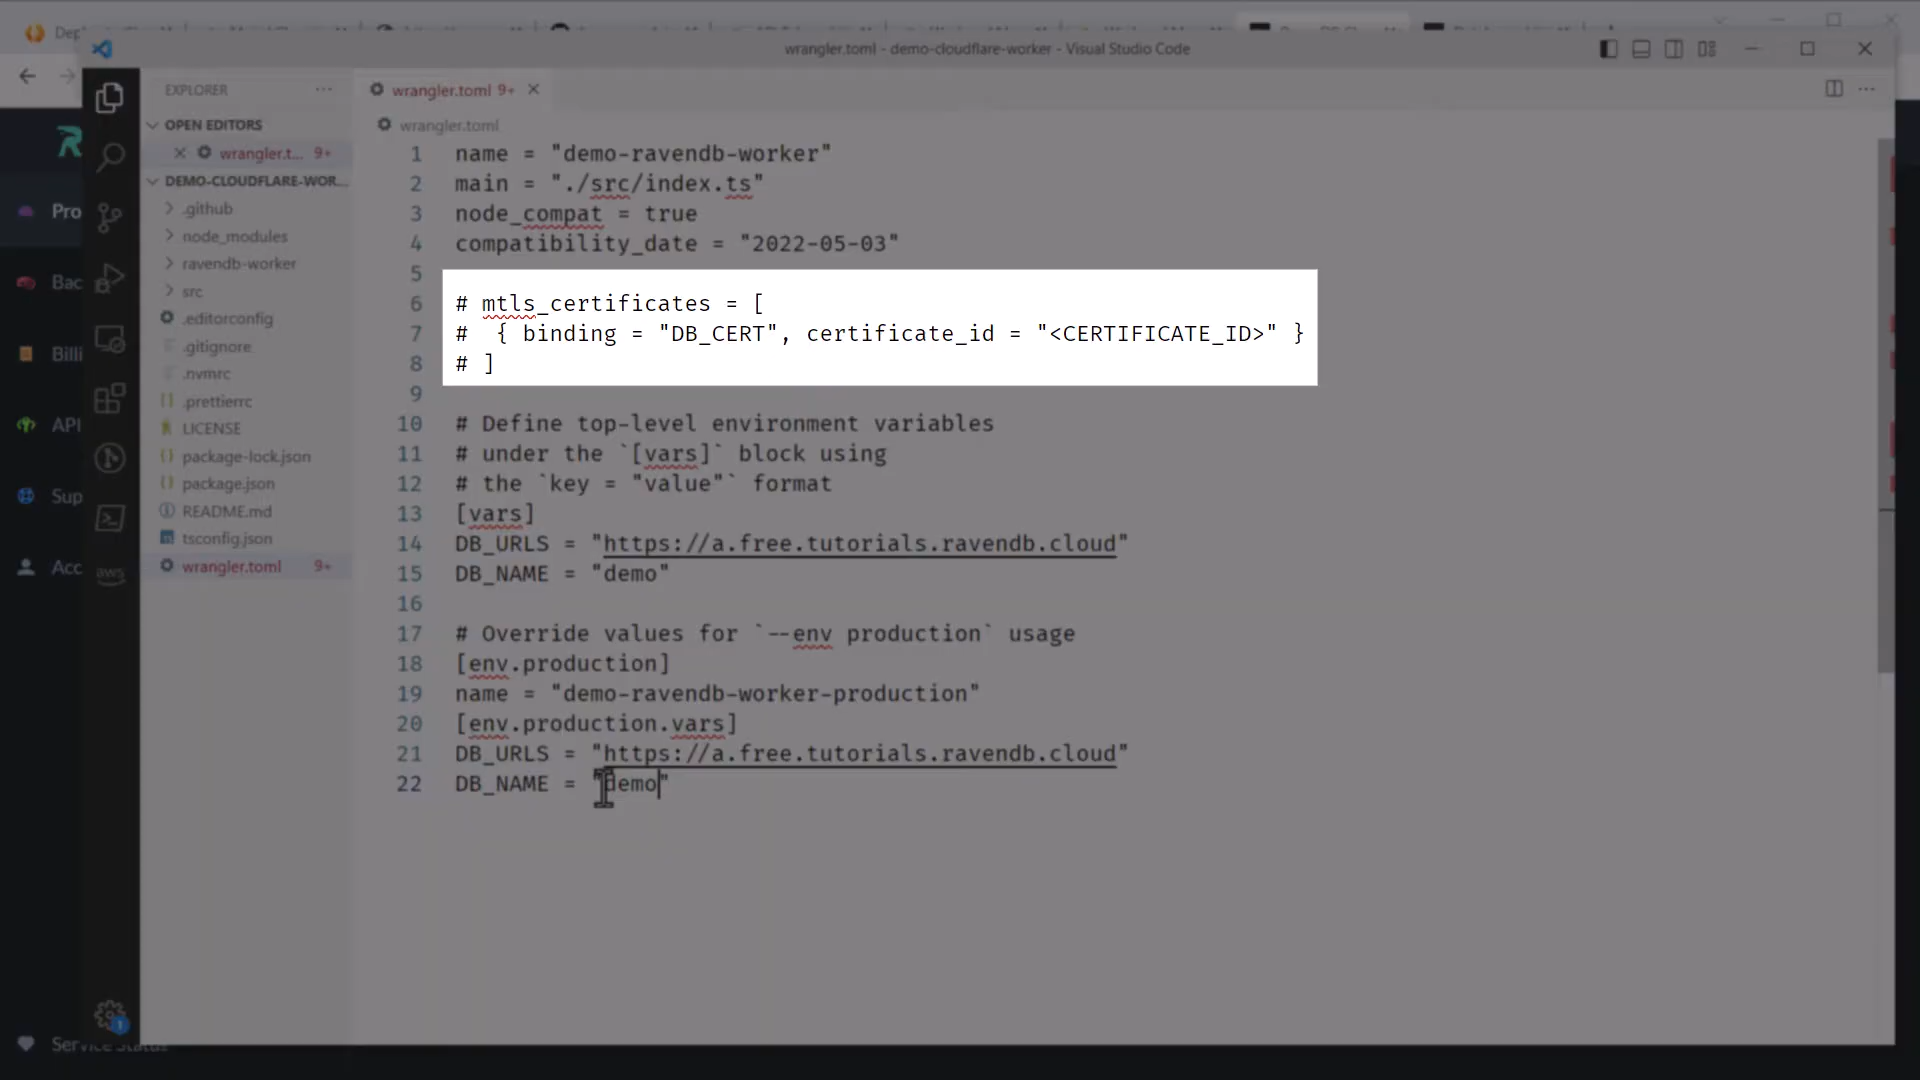 wrangler.toml - demo-cloudflare-worker - Visual Studio Code
EXPLORER
wrangler.toml 9+
OPEN EDITORS
wrangler.t... 9+
DEMO-CLOUDFLARE-WOR...
.github
node_modules
ravendb-worker
src
.editorconfig
.gitignore
.nvmrc
.prettierrc
LICENSE
package-lock.json
package.json
README.md
tsconfig.json
wrangler.toml 9+
wrangler.toml
1 name = "demo-ravendb-worker"
2 main = "./src/index.ts"
3 node_compat = true
4 compatibility_date = "2022-05-03"
5
6 # mtls_certificates = [
7 #  { binding = "DB_CERT", certificate_id = "<CERTIFICATE_ID>" }
8 # ]
9
10 # Define top-level environment variables
11 # under the `[vars]` block using
12 # the `key = "value"` format
13 [vars]
14 DB_URLS = "https://a.free.tutorials.ravendb.cloud"
15 DB_NAME = "demo"
16
17 # Override values for `--env production` usage
18 [env.production]
19 name = "demo-ravendb-worker-production"
20 [env.production.vars]
21 DB_URLS = "https://a.free.tutorials.ravendb.cloud"
22 DB_NAME = "demo"
Pro
Bac
Billi
API
Sup
Acc
aws
1
Service Status